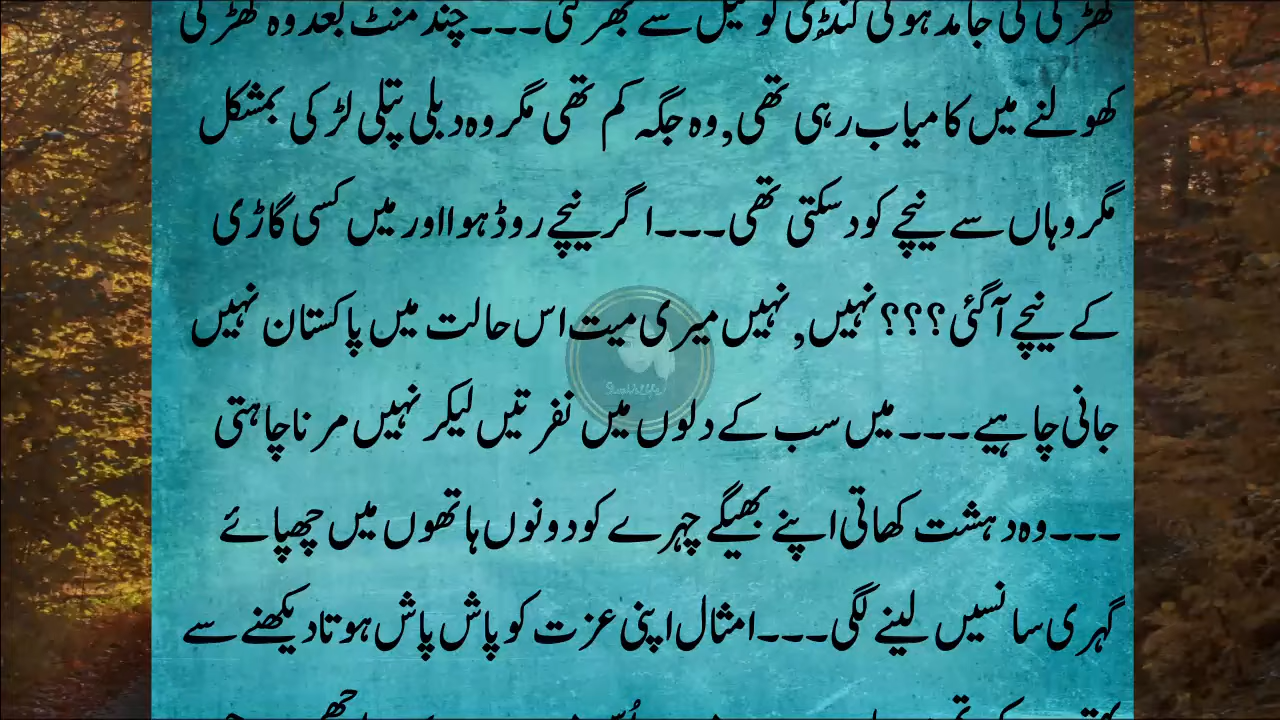 کھڑکی کی جامد ہوئی کنڈی کو تیل سے بھر گئی۔۔۔چند منٹ بعد وہ کھڑکی
کھولنے میں کامیاب رہی تھی,وہ جگہ کم تھی مگر وہ دبلی پتلی لڑکی بمشکل
مگر وہاں سے نیچے کود سکتی تھی۔۔۔اگر نیچے روڈ ہوا اور میں کسی گاڑی
کے نیچے آگئی؟؟؟نہیں,نہیں میری میت اس حالت میں پاکستان نہیں
جانی چاہیے۔۔۔میں سب کے دلوں میں نفرتیں لیکر نہیں مرنا چاہتی
۔۔۔وہ دہشت کھاتی اپنے بھیگے چہرے کو دونوں ہاتھوں میں چھپائے
گہری سانسیں لینے لگی۔۔۔امثال اپنی عزت کو پاش پاش ہوتا دیکھنے سے